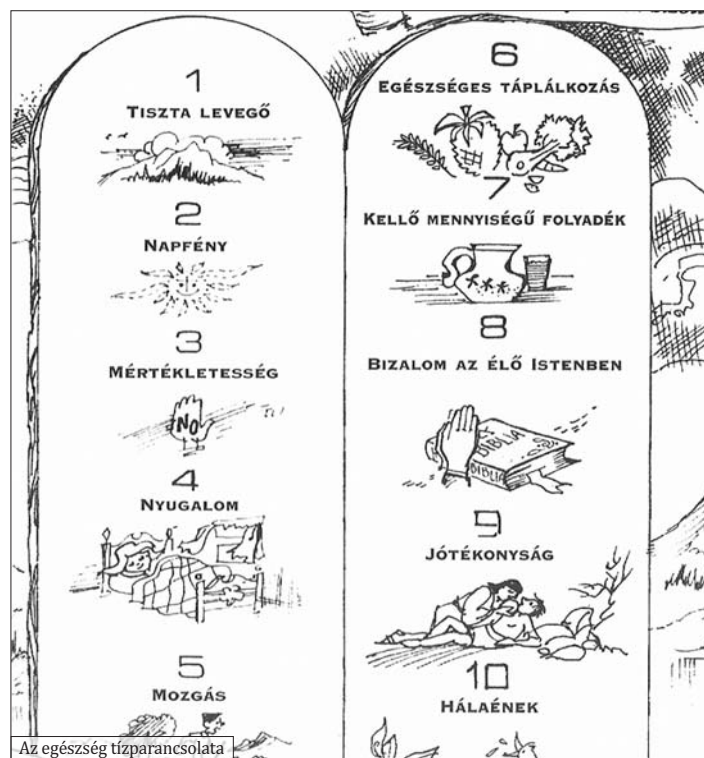 1
TISZTA LEVEGŐ
2
NAPFÉNY
3
MÉRTÉKLETESSÉG
NO
4
NYUGALOM
5
MOZGÁS
6
EGÉSZSÉGES TÁPLÁLKOZÁS
7
KELLŐ MENNYISÉGŰ FOLYADÉK
8
BIZALOM AZ ÉLŐ ISTENBEN
BIBLIA
BIBLIA
9
JÓTÉKONYSÁG
10
HÁLAÉNEK
Az egészség tízparancsolata